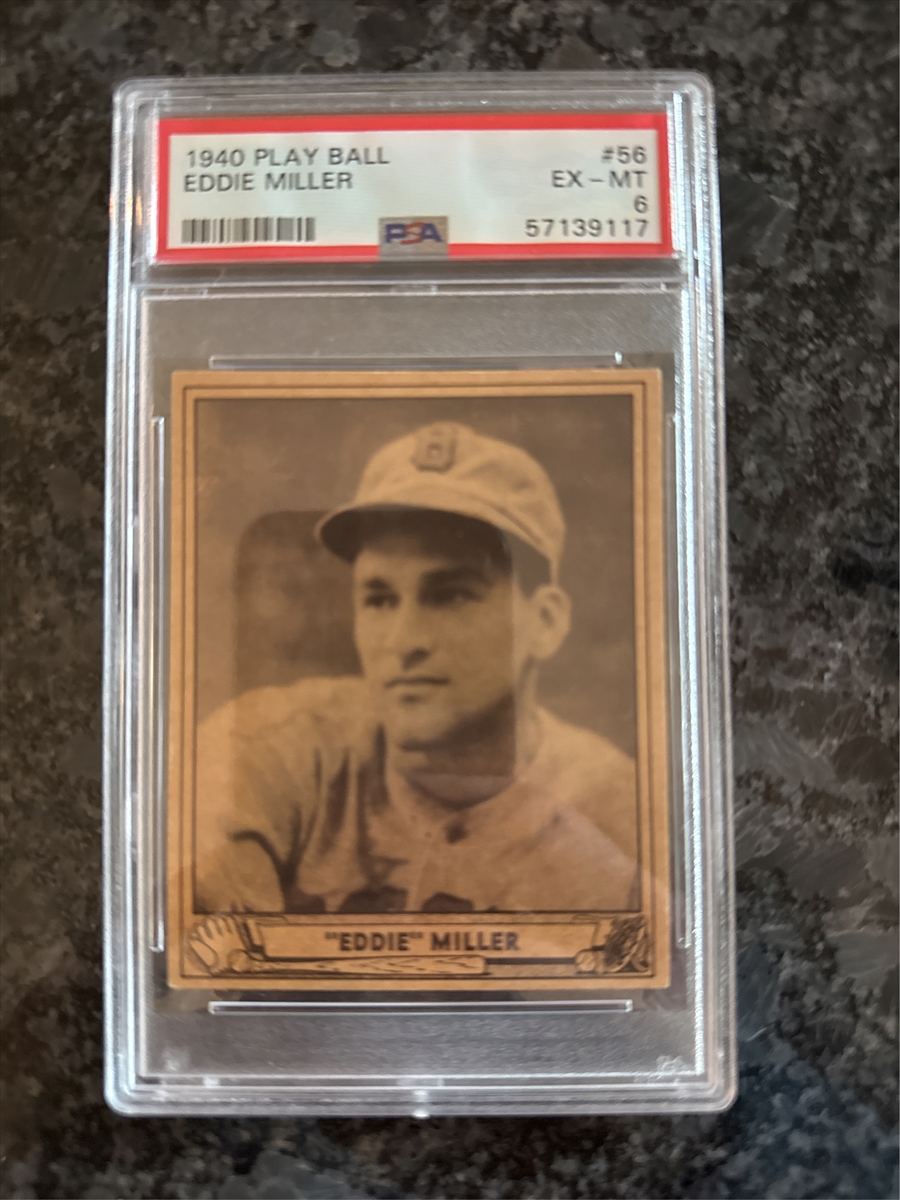 1940 PLAY BALL #56
EDDIE MILLER EX - MT
6
PSA 57139117
B
"EDDIE" MILLER